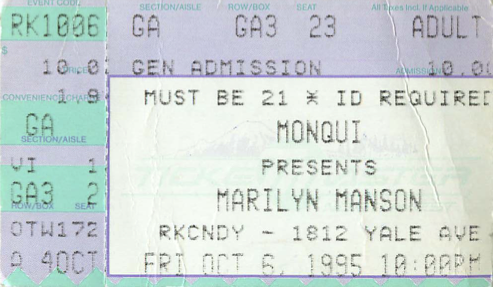 EVENT CODE SECTION/AISLE ROW/BOX SEAT All Taxes Incl. If Applicable
RK1006 GA GA3 23 ADULT
$ 10.0 PRICE GEN ADMISSION ADMISSION 10.00
CONVENIENCE CHARGE 1.9 MUST BE 21 * ID REQUIRED
GA MONQUI
SECTION/AISLE
VI 1 PRESENTS
GA3 2 MARILYN MANSON
ROW/BOX SEAT
OTW172 RKCNDY - 1812 YALE AVE
A 4OCT FRI OCT 6, 1995 10:00PM